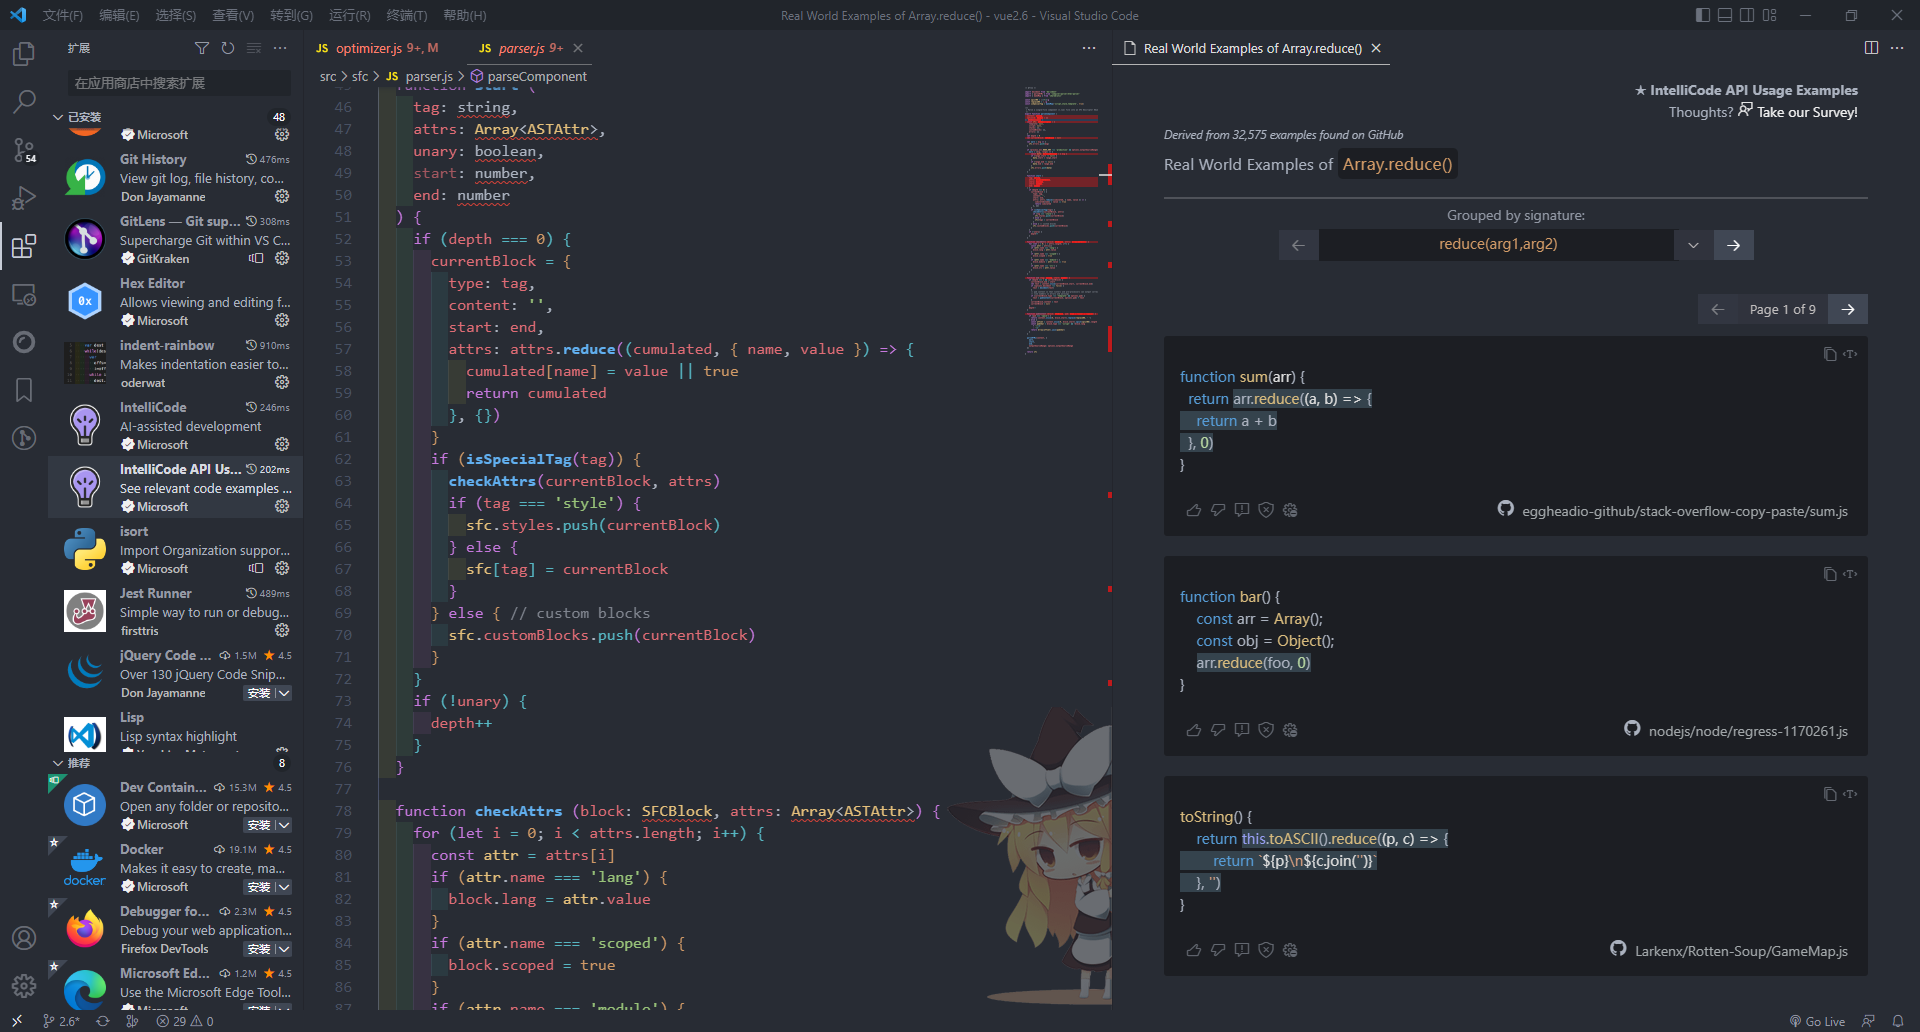 文件(F) 编辑(E) 选择(S) 查看(V) 转到(G) 运行(R) 终端(T) 帮助(H)
Real World Examples of Array.reduce() - vue2.6 - Visual Studio Code
扩展
在应用商店中搜索扩展
已安装 48
Microsoft
Git History 476ms
View git log, file history, co...
Don Jayamanne
GitLens — Git sup... 308ms
Supercharge Git within VS C...
GitKraken
Hex Editor
0x
Allows viewing and editing f...
Microsoft
indent-rainbow 910ms
Makes indentation easier to...
oderwat
IntelliCode 246ms
AI-assisted development
Microsoft
IntelliCode API Us... 202ms
See relevant code examples ...
Microsoft
isort
Import Organization suppor...
Microsoft
Jest Runner 489ms
Simple way to run or debug...
firsttris
jQuery Code ... 1.5M ★ 4.5
Over 130 jQuery Code Snip...
Don Jayamanne 安装
Lisp
Lisp syntax highlight
推荐 8
Dev Contain... 15.3M ★ 4.5
Open any folder or reposito...
Microsoft 安装
Docker 19.1M ★ 4.5
Makes it easy to create, ma...
docker
Microsoft 安装
Debugger fo... 2.3M ★ 4.5
Debug your web application...
Firefox DevTools 安装
Microsoft Ed... 1.2M ★ 4.5
Use the Microsoft Edge Tool...
Microsoft 安装
54
JS optimizer.js 9+, M
JS parser.js 9+
src > sfc > JS parser.js > parseComponent
45 function start (
46 tag: string,
47 attrs: Array<ASTAttr>,
48 unary: boolean,
49 start: number,
50 end: number
51 ) {
52 if (depth === 0) {
53 currentBlock = {
54 type: tag,
55 content: '',
56 start: end,
57 attrs: attrs.reduce((cumulated, { name, value }) => {
58 cumulated[name] = value || true
59 return cumulated
60 }, {})
61 }
62 if (isSpecialTag(tag)) {
63 checkAttrs(currentBlock, attrs)
64 if (tag === 'style') {
65 sfc.styles.push(currentBlock)
66 } else {
67 sfc[tag] = currentBlock
68 }
69 } else { // custom blocks
70 sfc.customBlocks.push(currentBlock)
71 }
72 }
73 if (!unary) {
74 depth++
75 }
76 }
77
78 function checkAttrs (block: SFCBlock, attrs: Array<ASTAttr>) {
79 for (let i = 0; i < attrs.length; i++) {
80 const attr = attrs[i]
81 if (attr.name === 'lang') {
82 block.lang = attr.value
83 }
84 if (attr.name === 'scoped') {
85 block.scoped = true
86 }
87 if (attr.name === 'module') {
Real World Examples of Array.reduce()
★ IntelliCode API Usage Examples
Thoughts? Take our Survey!
Derived from 32,575 examples found on GitHub
Real World Examples of Array.reduce()
Grouped by signature:
reduce(arg1,arg2)
Page 1 of 9
function sum(arr) {
return arr.reduce((a, b) => {
return a + b
}, 0)
}
eggheadio-github/stack-overflow-copy-paste/sum.js
function bar() {
const arr = Array();
const obj = Object();
arr.reduce(foo, 0)
}
nodejs/node/regress-1170261.js
toString() {
return this.toASCII().reduce((p, c) => {
return `${p}\n${c.join('')}`
}, '')
}
Larkenx/Rotten-Soup/GameMap.js
2.6* 29 0
Go Live